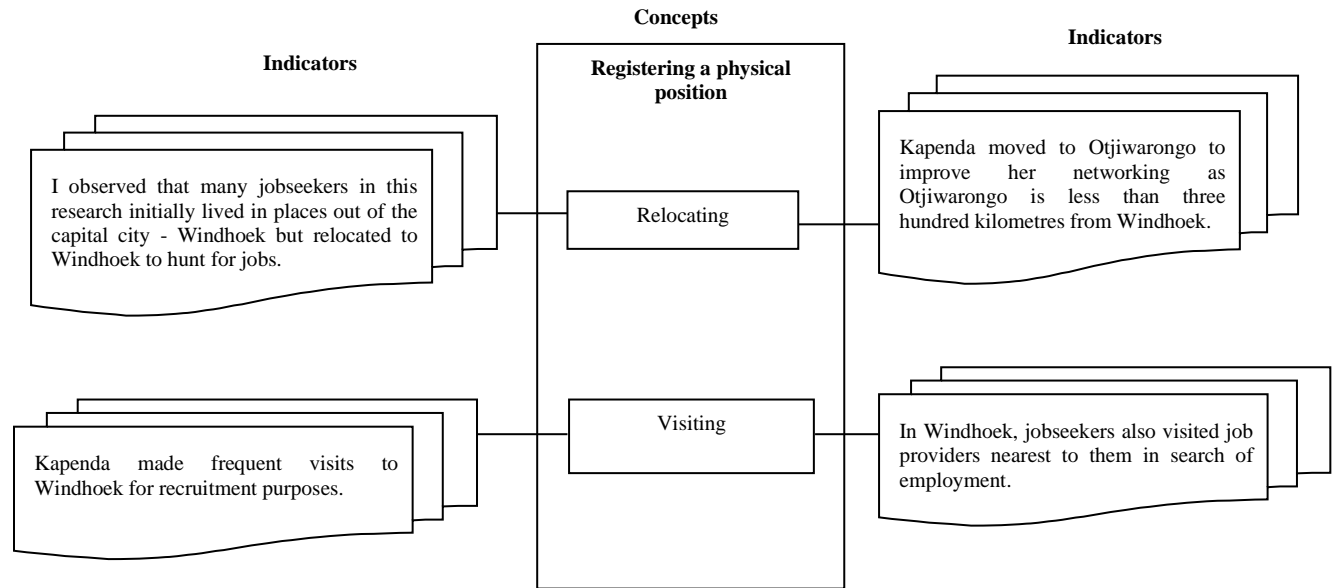 Concepts
Indicators
Indicators
Registering a physical
position
I observed that many jobseekers in this
research initially lived in places out of the
capital city - Windhoek but relocated to
Windhoek to hunt for jobs.
Relocating
Kapenda moved to Otjiwarongo to
improve her networking as
Otjiwarongo is less than three
hundred kilometres from Windhoek.
Kapenda made frequent visits to
Windhoek for recruitment purposes.
Visiting
In Windhoek, jobseekers also visited job
providers nearest to them in search of
employment.